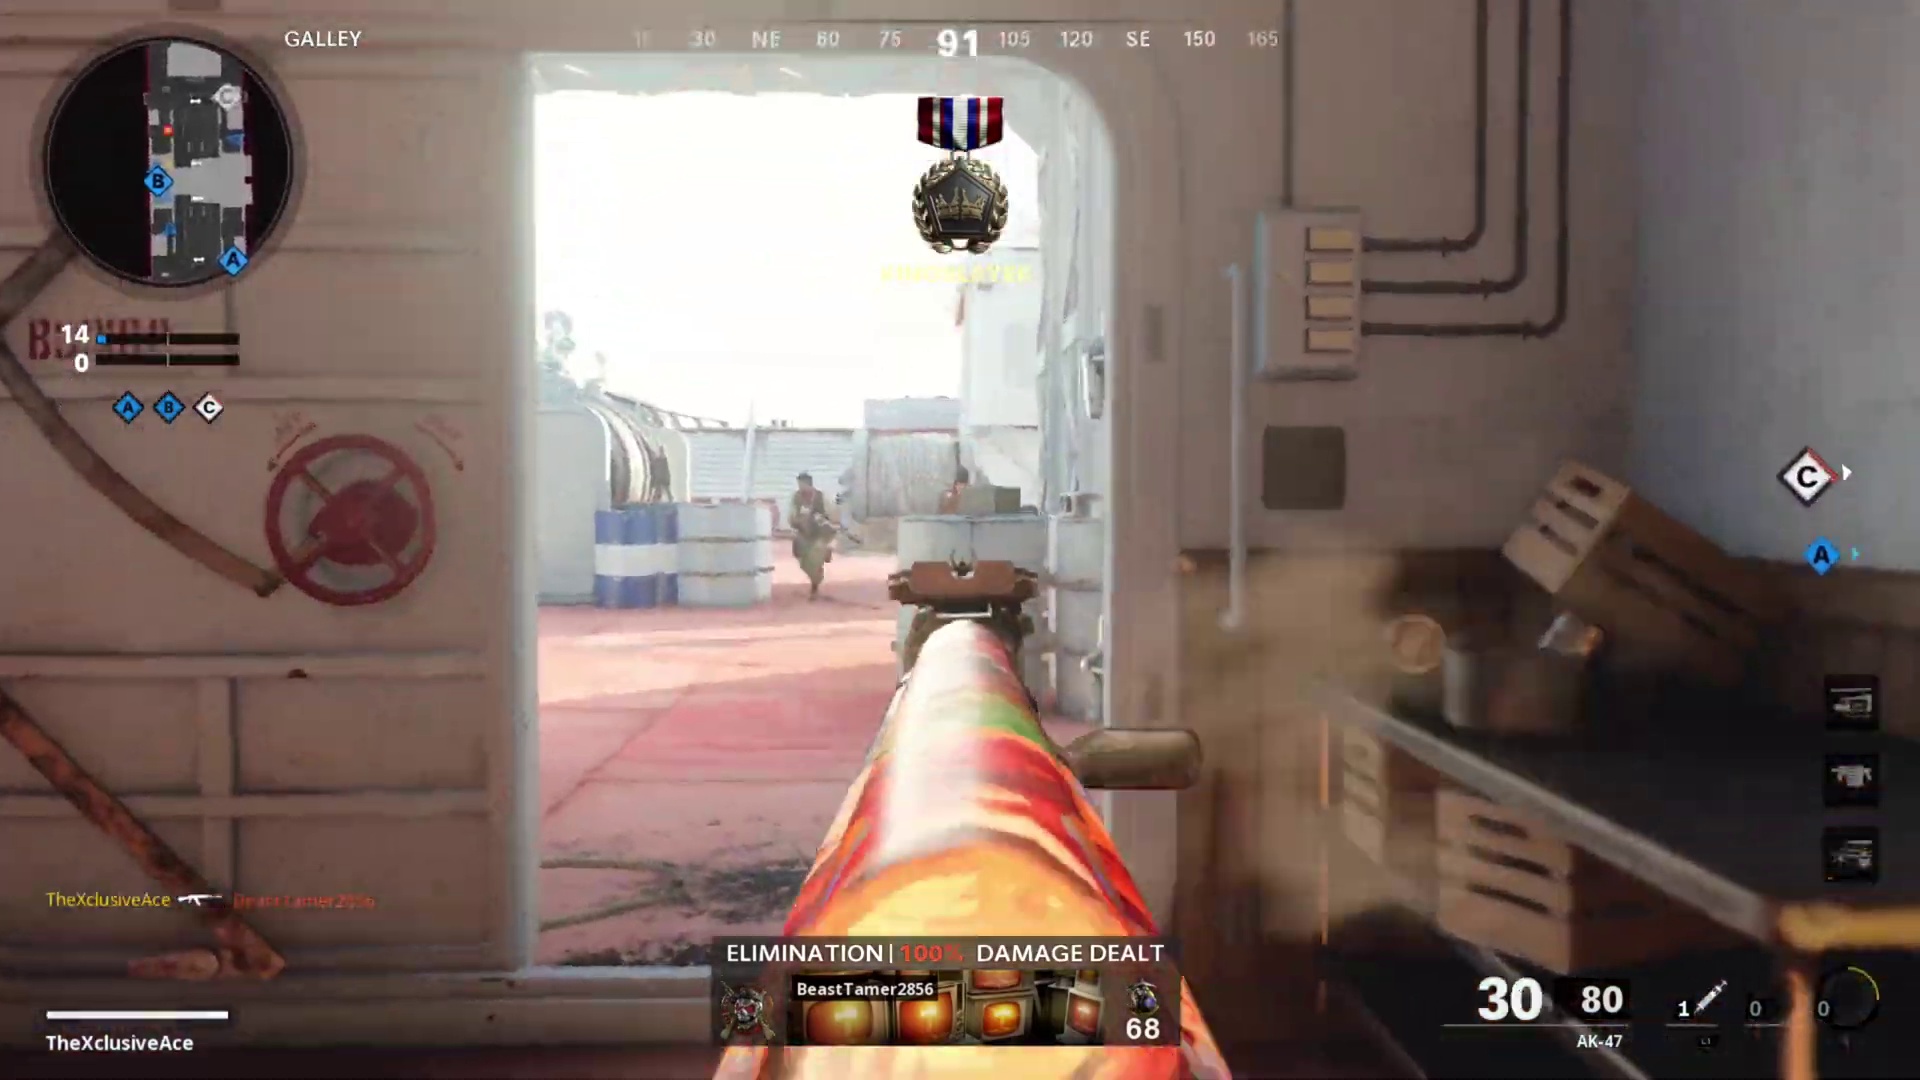 GALLEY
30 NE 60 75 91 105 120 SE 150 165
C
B
A
14
0
A B C
C
A
TheXclusiveAce BeastTamer2856
ELIMINATION | 100% DAMAGE DEALT
BeastTamer2856
68
TheXclusiveAce
30 80 1 0 0
AK-47